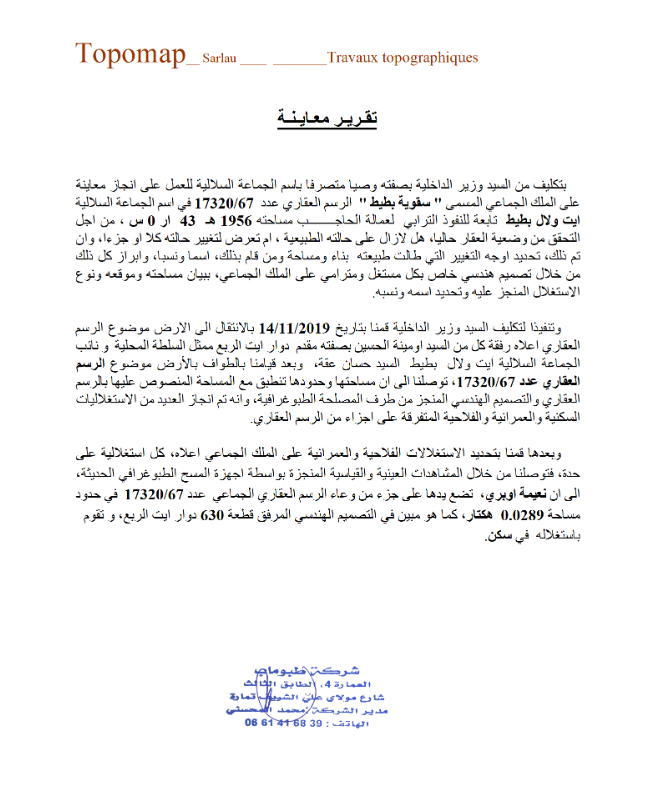 Topomap__ Sarlau ____ ________Travaux topographiques
تقرير معاينة
بتكليف من السيد وزير الداخلية بصفته وصيا متصرفا باسم الجماعة السلالية للعمل على انجاز معاينة
على الملك الجماعي المسمى " سقوية بطيط " الرسم العقاري عدد 17320/67 في اسم الجماعة السلالية
ايت ولال بطيط تابعة للنفوذ الترابي لعمالة الحاجـــــب مساحته 1956 هـ 43 ار 0 س ، من اجل
التحقق من وضعية العقار حاليا، هل لازال على حالته الطبيعية ، ام تعرض لتغيير حالته كلا او جزءا، وان
تم ذلك، تحديد اوجه التغيير التي طالت طبيعته بناء ومساحة ومن قام بذلك، اسما ونسبا، وابراز كل ذلك
من خلال تصميم هندسي خاص بكل مستغل ومترامي على الملك الجماعي، ببيان مساحته وموقعه ونوع
الاستغلال المنجز عليه وتحديد اسمه ونسبه.
وتنفيذا لتكليف السيد وزير الداخلية قمنا بتاريخ 14/11/2019 بالانتقال الى الارض موضوع الرسم
العقاري اعلاه رفقة كل من السيد اومينة الحسين بصفته مقدم دوار ايت الربع ممثل السلطة المحلية و نائب
الجماعة السلالية ايت ولال بطيط السيد حسان عقة، وبعد قيامنا بالطواف بالأرض موضوع الرسم
العقاري عدد 17320/67، توصلنا الى ان مساحتها وحدودها تنطبق مع المساحة المنصوص عليها بالرسم
العقاري والتصميم الهندسي المنجز من طرف المصلحة الطبوغرافية، وانه تم انجاز العديد من الاستغلاليات
السكنية والعمرانية والفلاحية المتفرقة على اجزاء من الرسم العقاري.
وبعدها قمنا بتحديد الاستغلالات الفلاحية والعمرانية على الملك الجماعي اعلاه، كل استغلالية على
حدة، فتوصلنا من خلال المشاهدات العينية والقياسية المنجزة بواسطة اجهزة المسح الطبوغرافي الحديثة،
الى ان نعيمة اوبري، تضع يدها على جزء من وعاء الرسم العقاري الجماعي عدد 17320/67 في حدود
مساحة 0.0289 هكتار، كما هو مبين في التصميم الهندسي المرفق قطعة 630 دوار ايت الربع، و تقوم
باستغلاله في سكن.
شركة طبوماب
العمارة 4، الطابق الثالث
شارع مولاي علي الشريف تمارة
مدير الشركة: محمد المحسني
الهاتف : 39 68 41 61 06